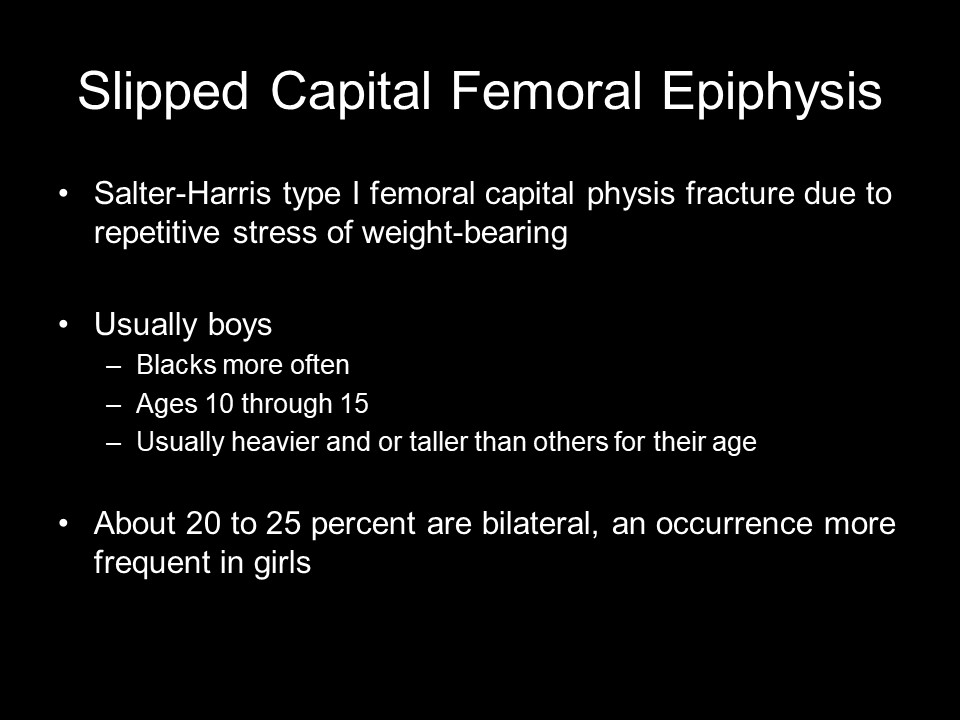 Slipped Capital Femoral Epiphysis
• Salter-Harris type I femoral capital physis fracture due to
repetitive stress of weight-bearing
• Usually boys
– Blacks more often
– Ages 10 through 15
– Usually heavier and or taller than others for their age
• About 20 to 25 percent are bilateral, an occurrence more
frequent in girls